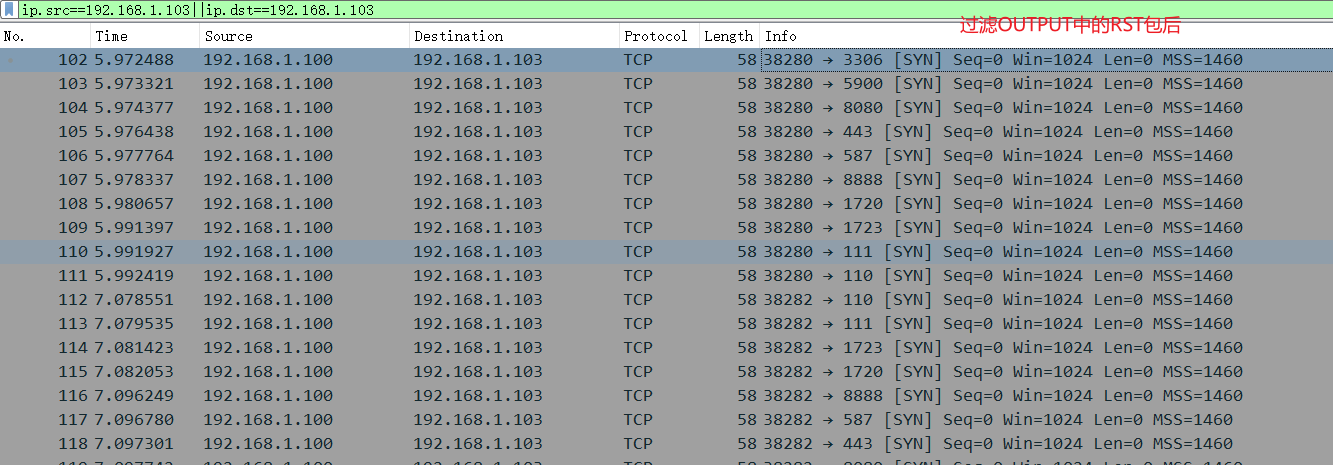 ip.src==192.168.1.103||ip.dst==192.168.1.103
过滤OUTPUT中的RST包后
No. Time Source Destination Protocol Length Info
102 5.972488 192.168.1.100 192.168.1.103 TCP 58 38280 → 3306 [SYN] Seq=0 Win=1024 Len=0 MSS=1460
103 5.973321 192.168.1.100 192.168.1.103 TCP 58 38280 → 5900 [SYN] Seq=0 Win=1024 Len=0 MSS=1460
104 5.974377 192.168.1.100 192.168.1.103 TCP 58 38280 → 8080 [SYN] Seq=0 Win=1024 Len=0 MSS=1460
105 5.976438 192.168.1.100 192.168.1.103 TCP 58 38280 → 443 [SYN] Seq=0 Win=1024 Len=0 MSS=1460
106 5.977764 192.168.1.100 192.168.1.103 TCP 58 38280 → 587 [SYN] Seq=0 Win=1024 Len=0 MSS=1460
107 5.978337 192.168.1.100 192.168.1.103 TCP 58 38280 → 8888 [SYN] Seq=0 Win=1024 Len=0 MSS=1460
108 5.980657 192.168.1.100 192.168.1.103 TCP 58 38280 → 1720 [SYN] Seq=0 Win=1024 Len=0 MSS=1460
109 5.991397 192.168.1.100 192.168.1.103 TCP 58 38280 → 1723 [SYN] Seq=0 Win=1024 Len=0 MSS=1460
110 5.991927 192.168.1.100 192.168.1.103 TCP 58 38280 → 111 [SYN] Seq=0 Win=1024 Len=0 MSS=1460
111 5.992419 192.168.1.100 192.168.1.103 TCP 58 38280 → 110 [SYN] Seq=0 Win=1024 Len=0 MSS=1460
112 7.078551 192.168.1.100 192.168.1.103 TCP 58 38282 → 110 [SYN] Seq=0 Win=1024 Len=0 MSS=1460
113 7.079535 192.168.1.100 192.168.1.103 TCP 58 38282 → 111 [SYN] Seq=0 Win=1024 Len=0 MSS=1460
114 7.081423 192.168.1.100 192.168.1.103 TCP 58 38282 → 1723 [SYN] Seq=0 Win=1024 Len=0 MSS=1460
115 7.082053 192.168.1.100 192.168.1.103 TCP 58 38282 → 1720 [SYN] Seq=0 Win=1024 Len=0 MSS=1460
116 7.096249 192.168.1.100 192.168.1.103 TCP 58 38282 → 8888 [SYN] Seq=0 Win=1024 Len=0 MSS=1460
117 7.096780 192.168.1.100 192.168.1.103 TCP 58 38282 → 587 [SYN] Seq=0 Win=1024 Len=0 MSS=1460
118 7.097301 192.168.1.100 192.168.1.103 TCP 58 38282 → 443 [SYN] Seq=0 Win=1024 Len=0 MSS=1460